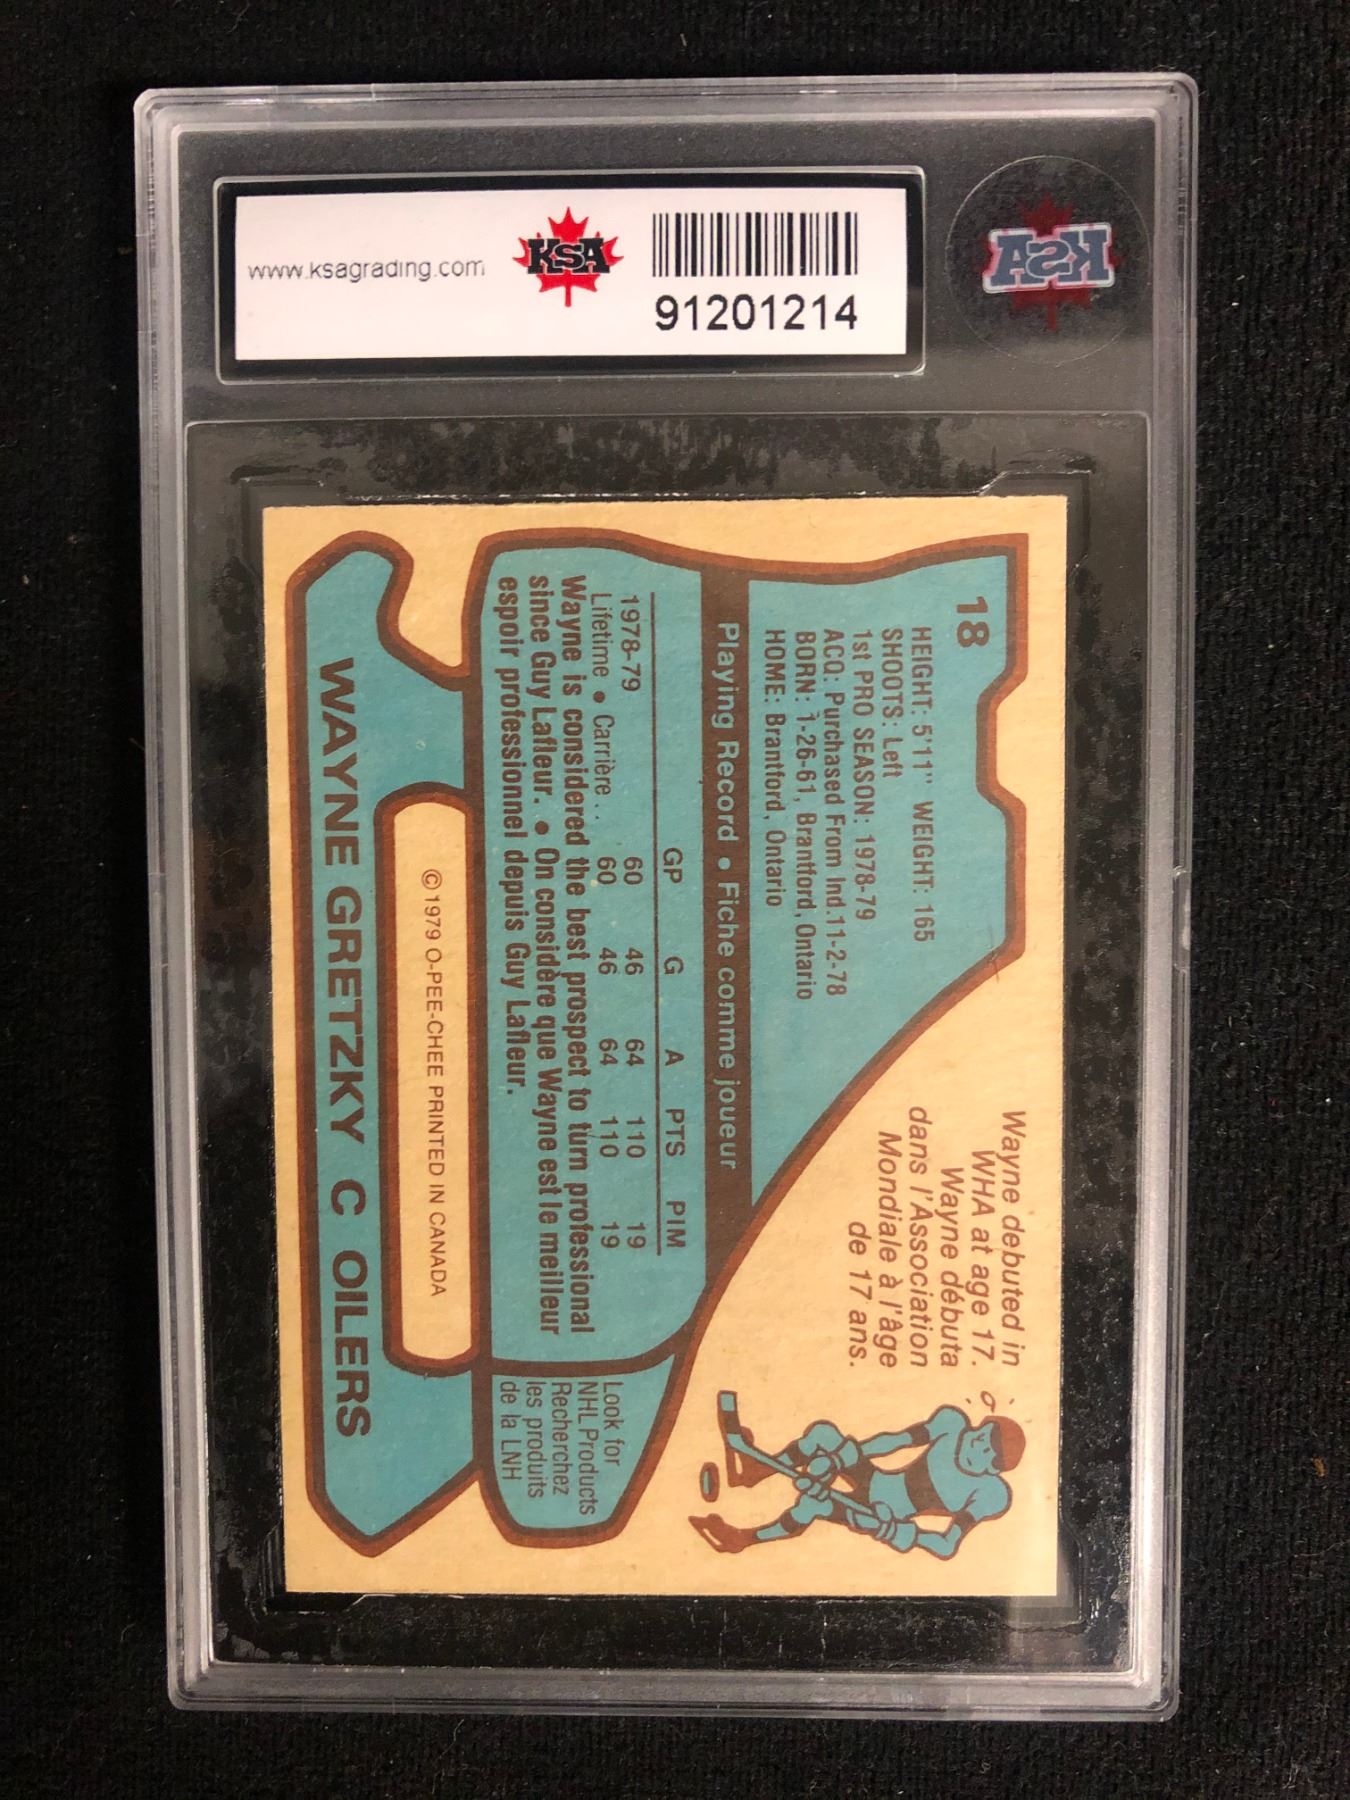 www.ksagrading.com
KSA
91201214
KSA
18
HEIGHT: 5'11" WEIGHT: 165
SHOOTS: Left
1st PRO SEASON: 1978-79
ACQ: Purchased From Ind.11-2-78
BORN: 1-26-61, Brantford, Ontario
HOME: Brantford, Ontario
Wayne debuted in
WHA at age 17.
Wayne débuta
dans l'Association
Mondiale à l'âge
de 17 ans.
Playing Record • Fiche comme joueur
GP G A PTS PIM
1978-79 60 46 64 110 19
Lifetime • Carrière . . 60 46 64 110 19
Wayne is considered the best prospect to turn professional
since Guy Lafleur. • On considère que Wayne est le meilleur
espoir professionnel depuis Guy Lafleur.
Look for
NHL Products
Recherchez
les produits
de la LNH
© 1979 O-PEE-CHEE PRINTED IN CANADA
WAYNE GRETZKY C OILERS